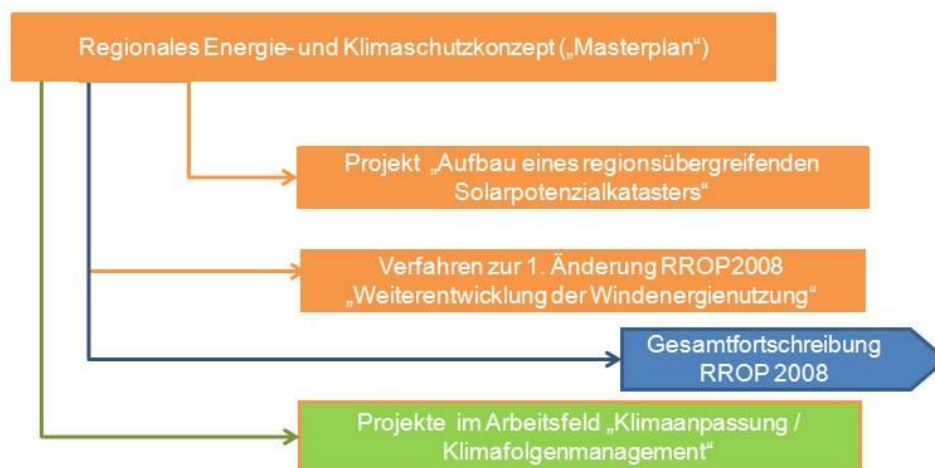 Regionales Energie- und Klimaschutzkonzept („Masterplan“)
Projekt „Aufbau eines regionsübergreifenden
Solarpotenzialkatasters“
Verfahren zur 1. Änderung RROP2008
„Weiterentwicklung der Windenergienutzung“
Gesamtfortschreibung
RROP 2008
Projekte im Arbeitsfeld „Klimaanpassung /
Klimafolgenmanagement“